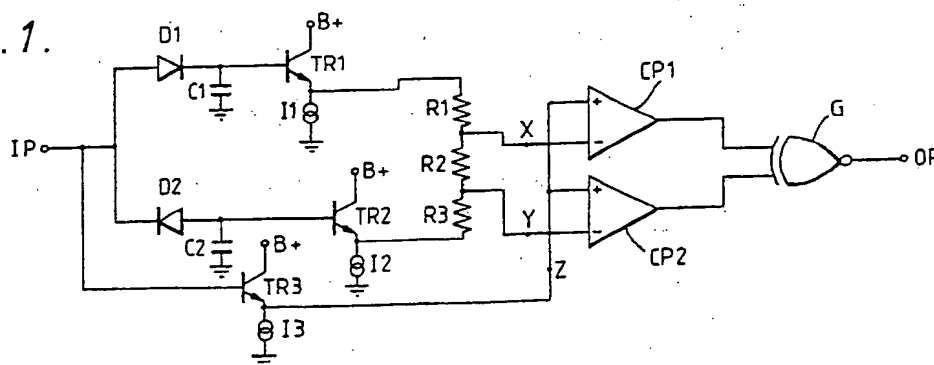 .1.
D1
B+
TR1
C1
I1
R1
CP1
G
IP
X
+
-
OP
R2
D2
B+
R3
TR2
Y
+
-
C2
B+
I2
CP2
TR3
Z
I3